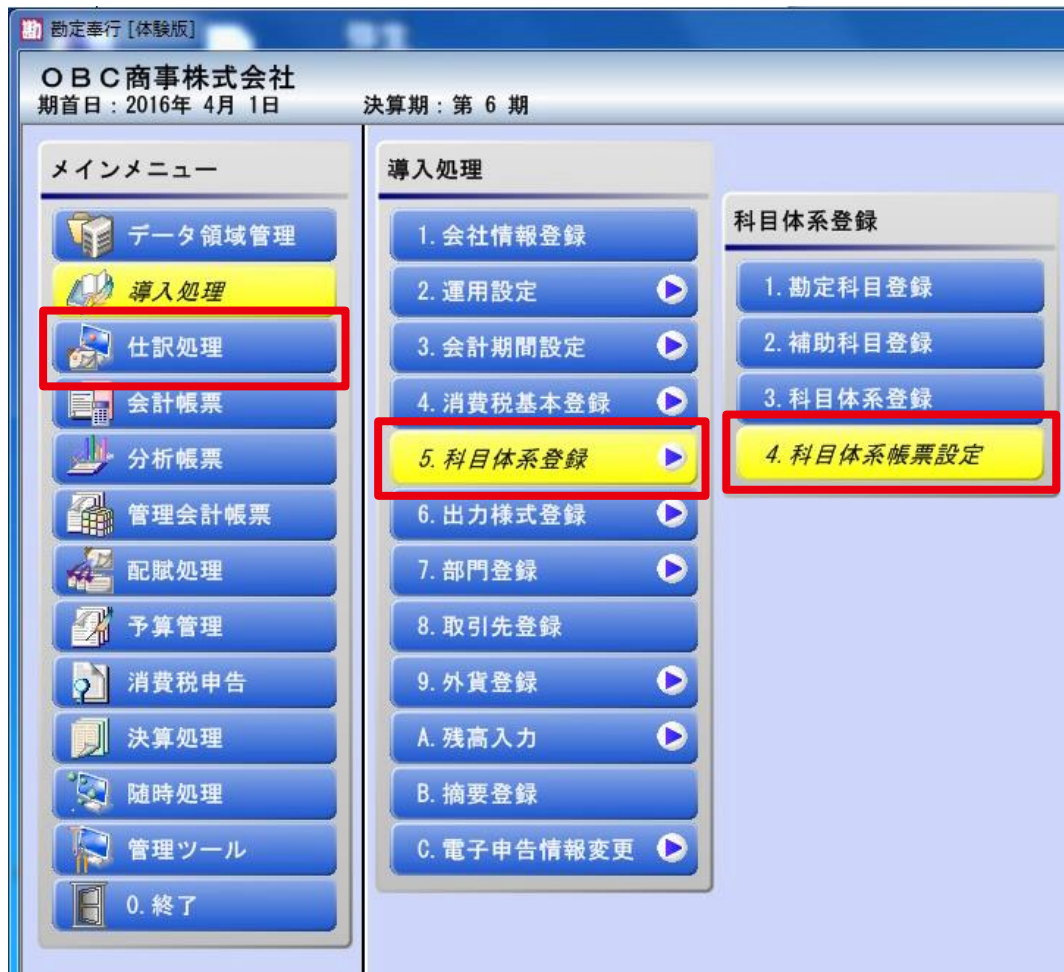 勘定奉行 [体験版]
ＯＢＣ商事株式会社
期首日：2016年 4月 1日 決算期：第 6 期
メインメニュー
データ領域管理
導入処理
仕訳処理
会計帳票
分析帳票
管理会計帳票
配賦処理
予算管理
消費税申告
決算処理
随時処理
管理ツール
0.終了
導入処理
1.会社情報登録
2.運用設定
3.会計期間設定
4.消費税基本登録
5.科目体系登録
6.出力様式登録
7.部門登録
8.取引先登録
9.外貨登録
A.残高入力
B.摘要登録
C.電子申告情報変更
科目体系登録
1.勘定科目登録
2.補助科目登録
3.科目体系登録
4.科目体系帳票設定